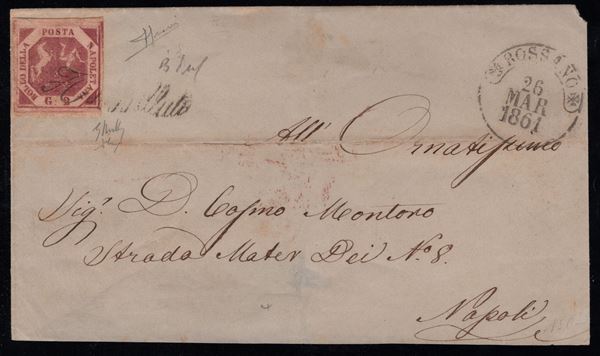 POSTA
NAPOLETANA
BOLLO DELLA
G. 2
ROSSANO
26
MAR
1861
All' Ornatissimo
Sig.r D. Cosmo Montoro
Strada Mater Dei N.o 8.
Napoli